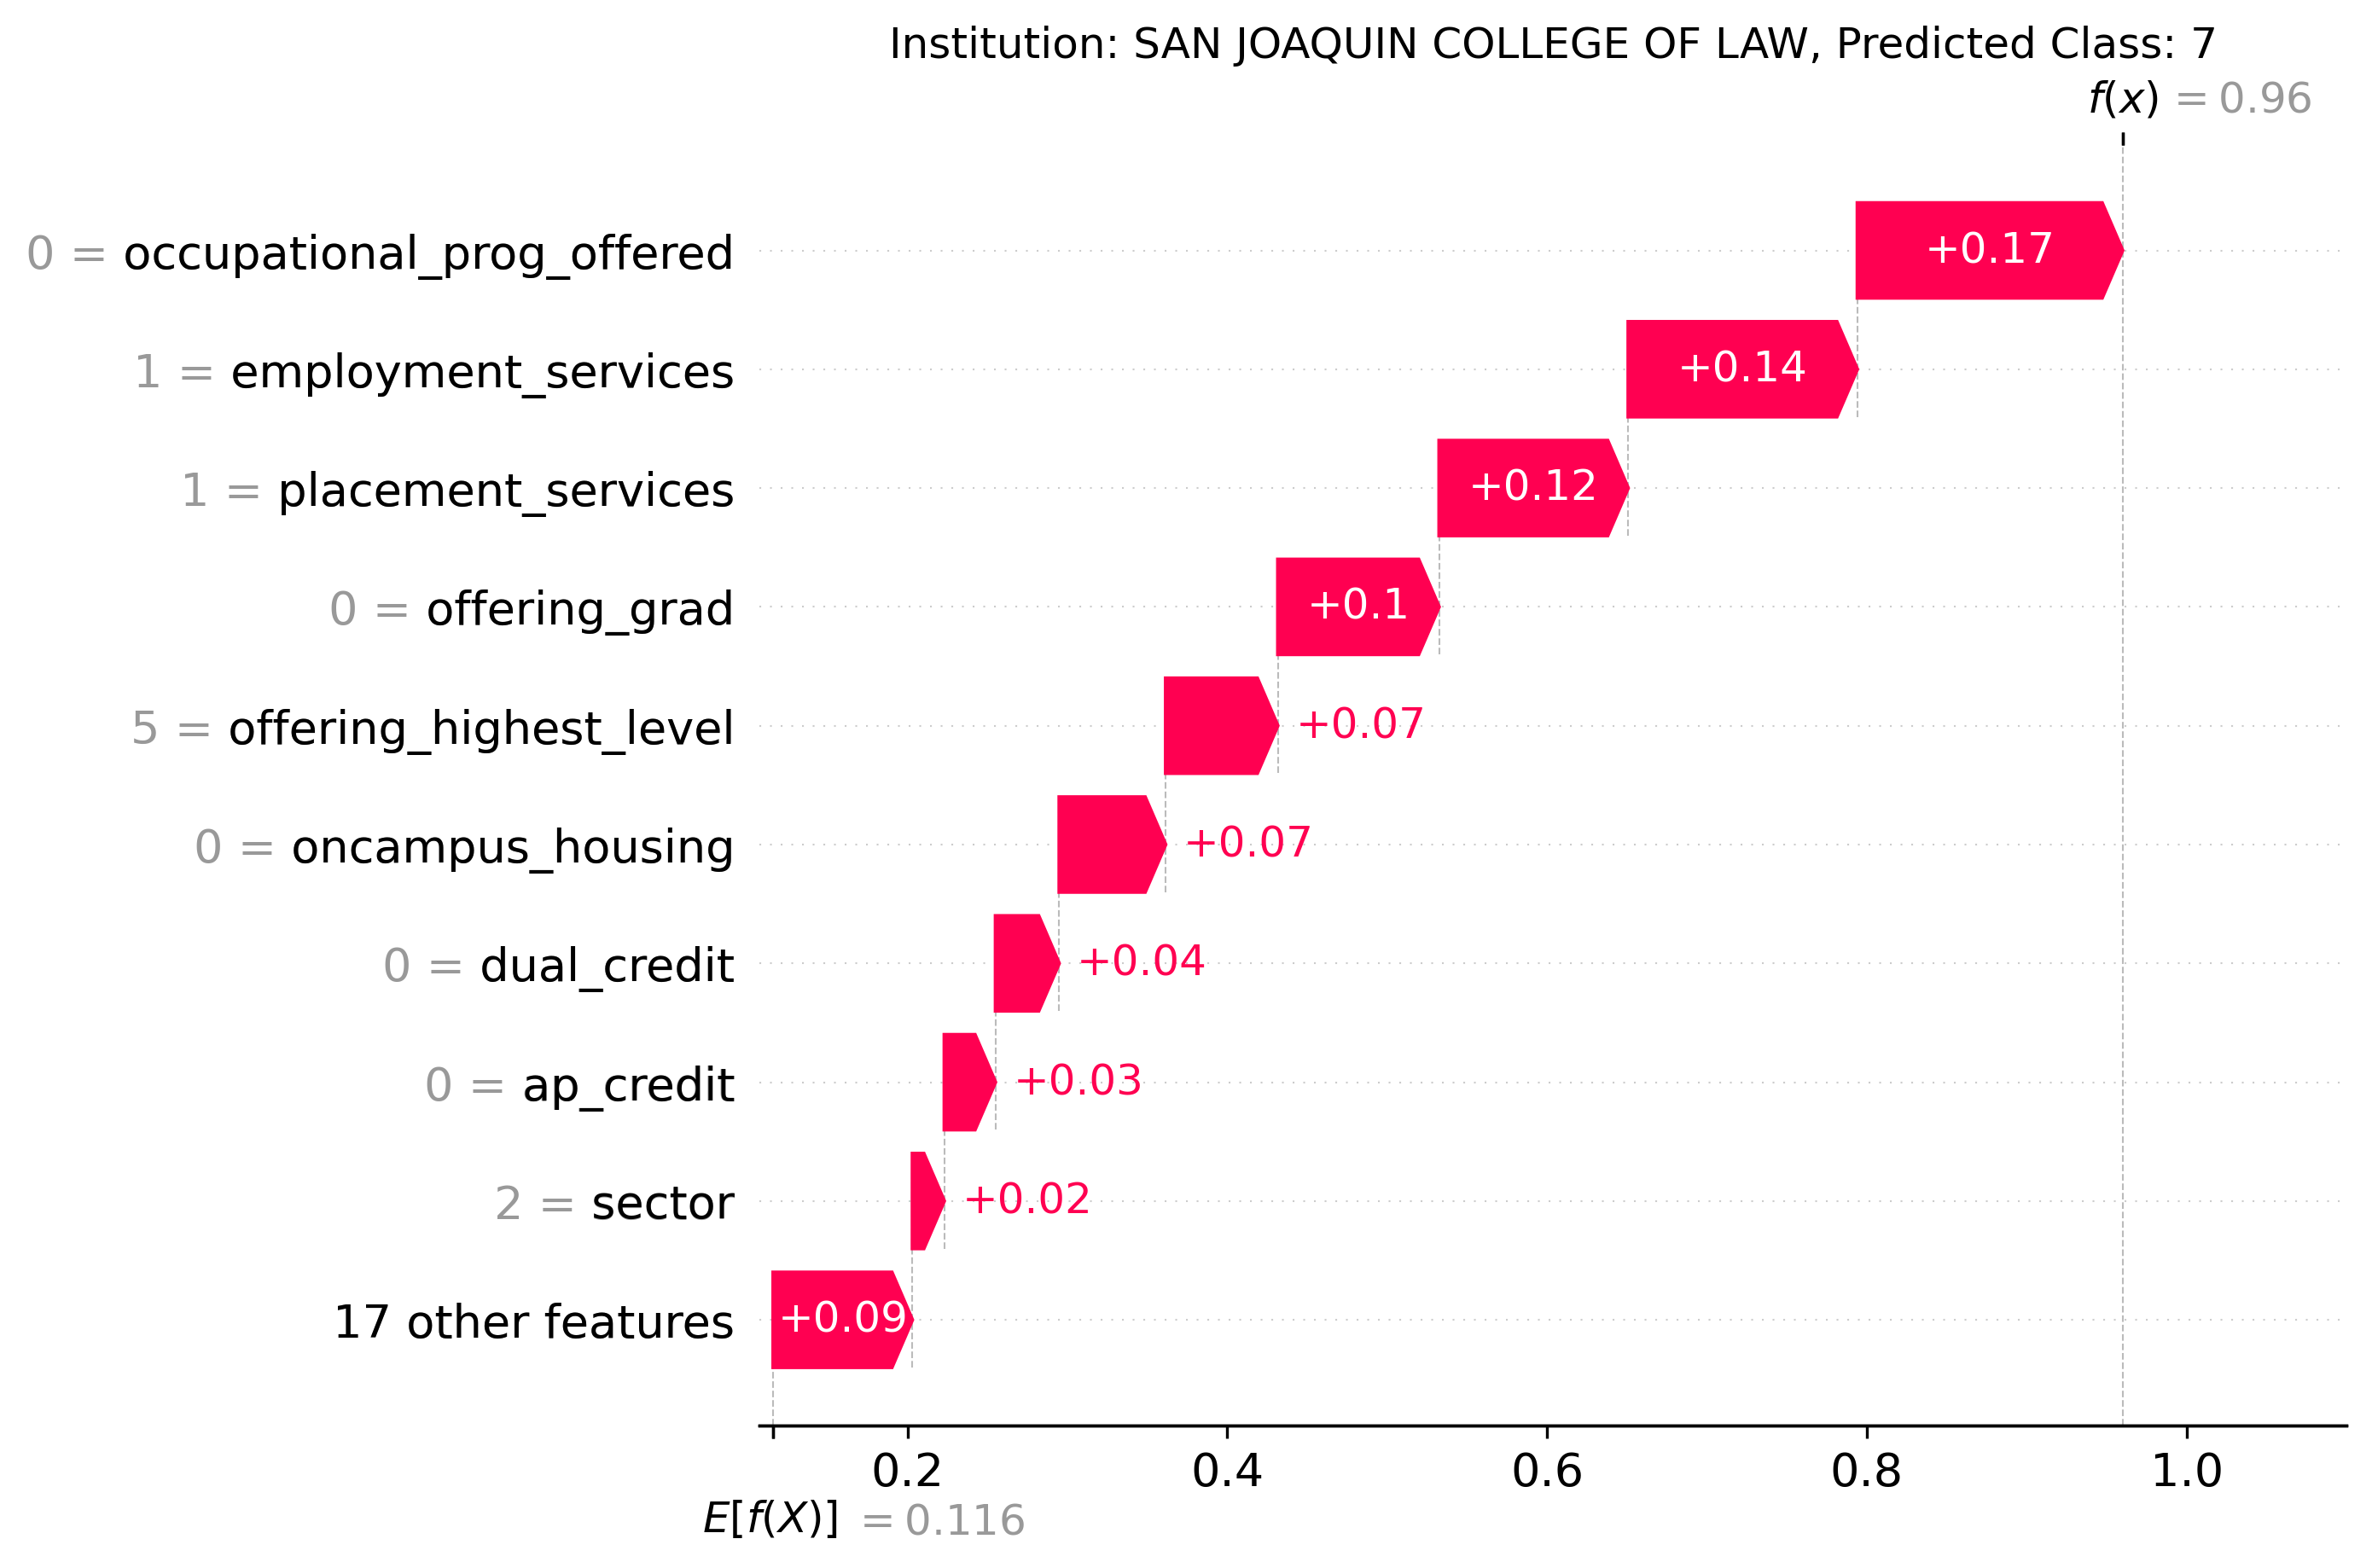 Institution: SAN JOAQUIN COLLEGE OF LAW, Predicted Class: 7
f(x) = 0.96
0 = occupational_prog_offered +0.17
1 = employment_services +0.14
1 = placement_services +0.12
0 = offering_grad +0.1
5 = offering_highest_level +0.07
0 = oncampus_housing +0.07
0 = dual_credit +0.04
0 = ap_credit +0.03
2 = sector +0.02
17 other features +0.09
0.2 0.4 0.6 0.8 1.0
E[f(X)] = 0.116